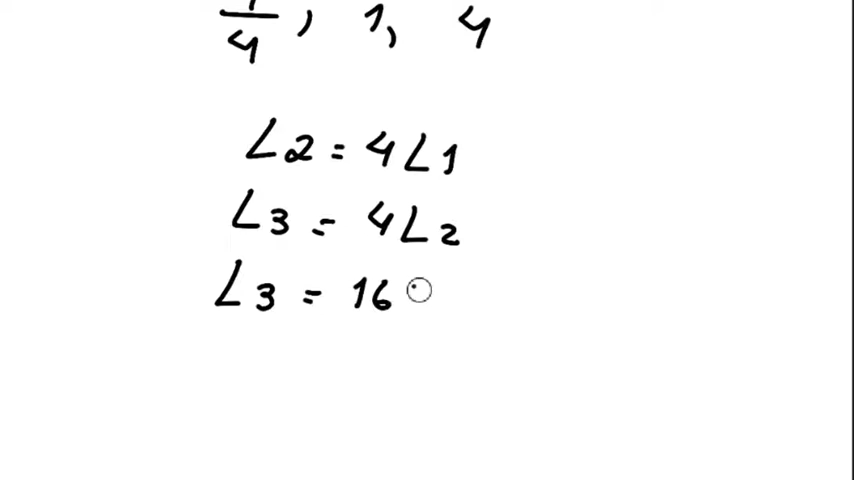 1/4, 1, 4
L2 = 4L1
L3 = 4L2
L3 = 16